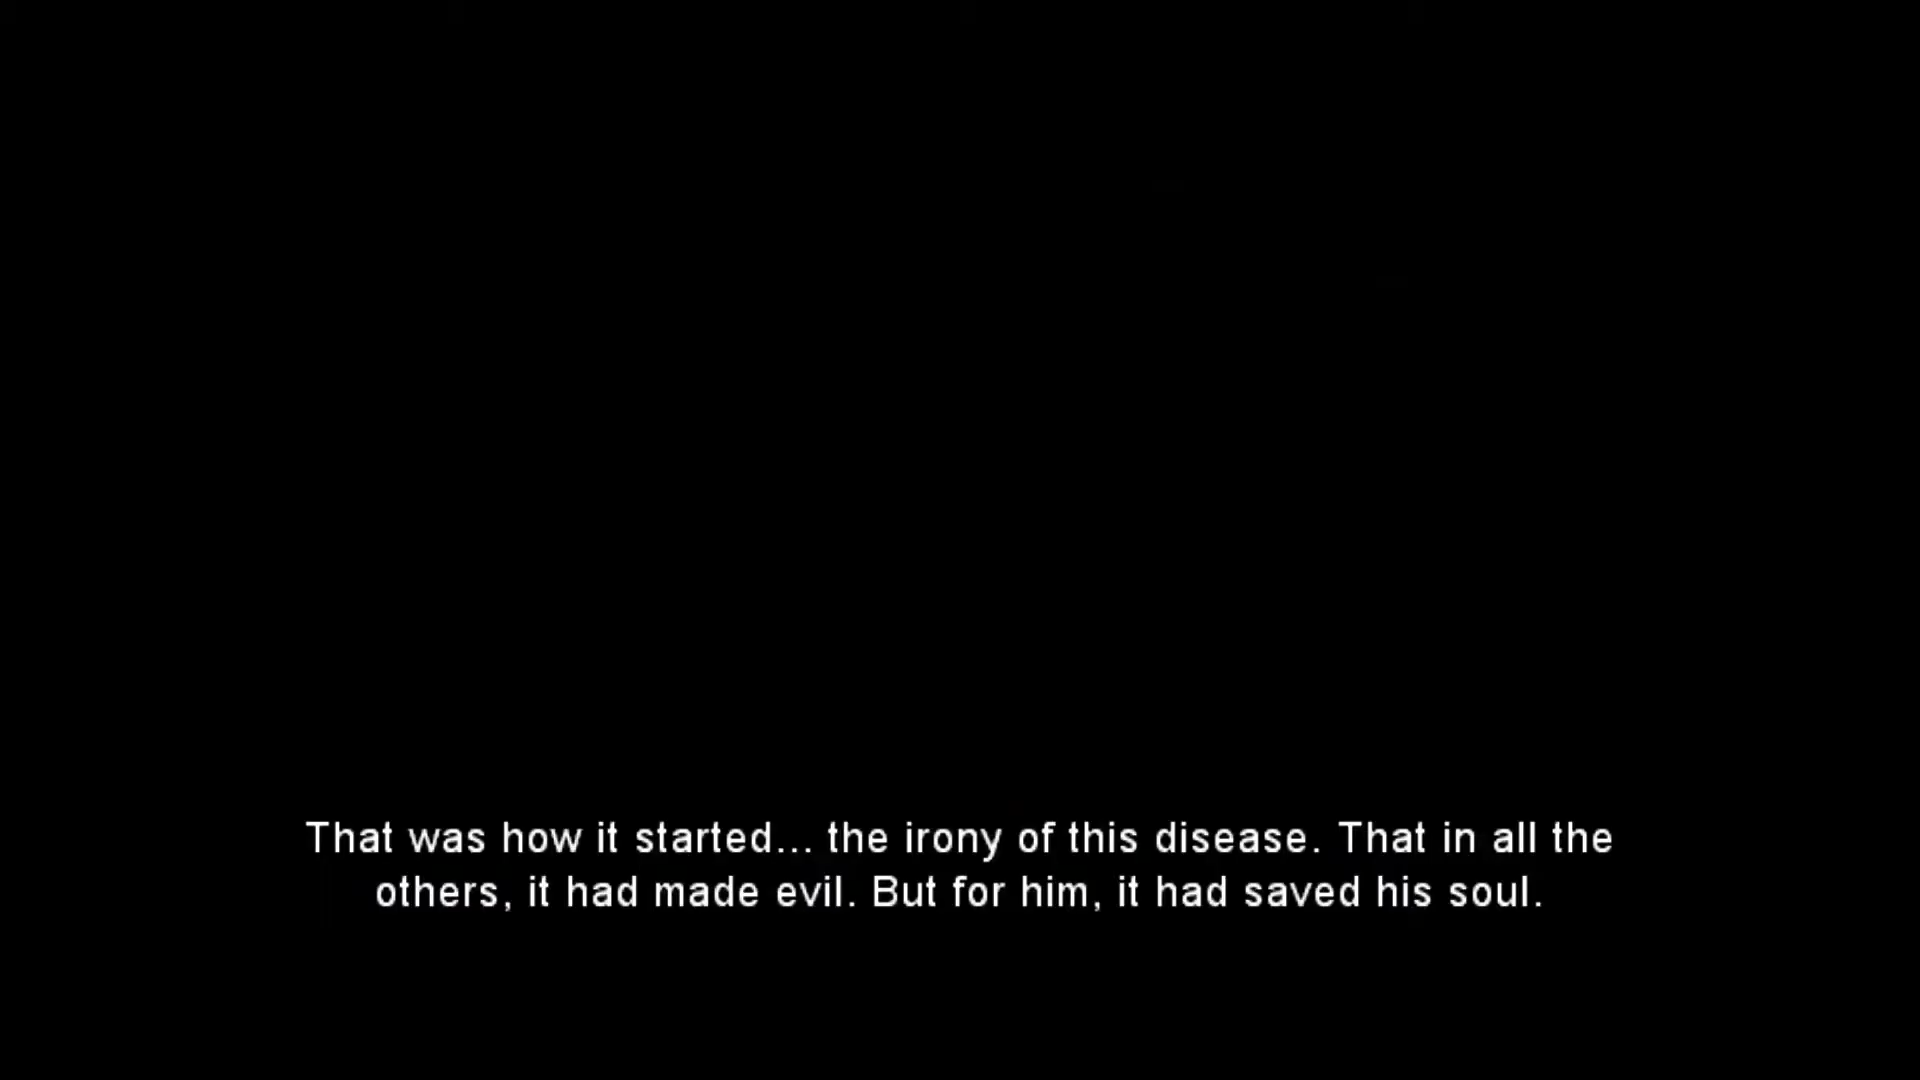 That was how it started... the irony of this disease. That in all the
others, it had made evil. But for him, it had saved his soul.